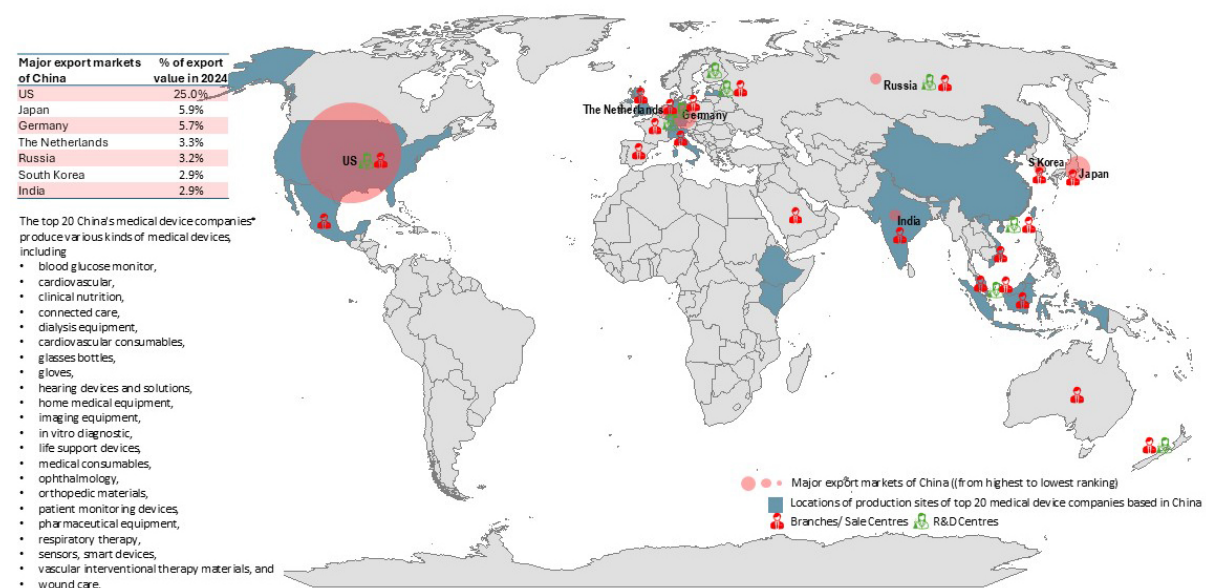 Major export markets of China % of export value in 2024
US 25.0%
Japan 5.9%
Germany 5.7%
The Netherlands 3.3%
Russia 3.2%
South Korea 2.9%
India 2.9%
The top 20 China's medical device companies*
produce various kinds of medical devices,
including
• blood glucose monitor,
• cardiovascular,
• clinical nutrition,
• connected care,
• dialysis equipment,
• cardiovascular consumables,
• glasses bottles,
• gloves,
• hearing devices and solutions,
• home medical equipment,
• imaging equipment,
• in vitro diagnostic,
• life support devices,
• medical consumables,
• ophthalmology,
• orthopedic materials,
• patient monitoring devices,
• pharmaceutical equipment,
• respiratory therapy,
• sensors, smart devices,
• vascular interventional therapy materials, and
• wound care.
US
The Netherlands
Germany
Russia
S Korea
Japan
India
Major export markets of China ((from highest to lowest ranking)
Locations of production sites of top 20 medical device companies based in China
Branches/ Sale Centres R&D Centres